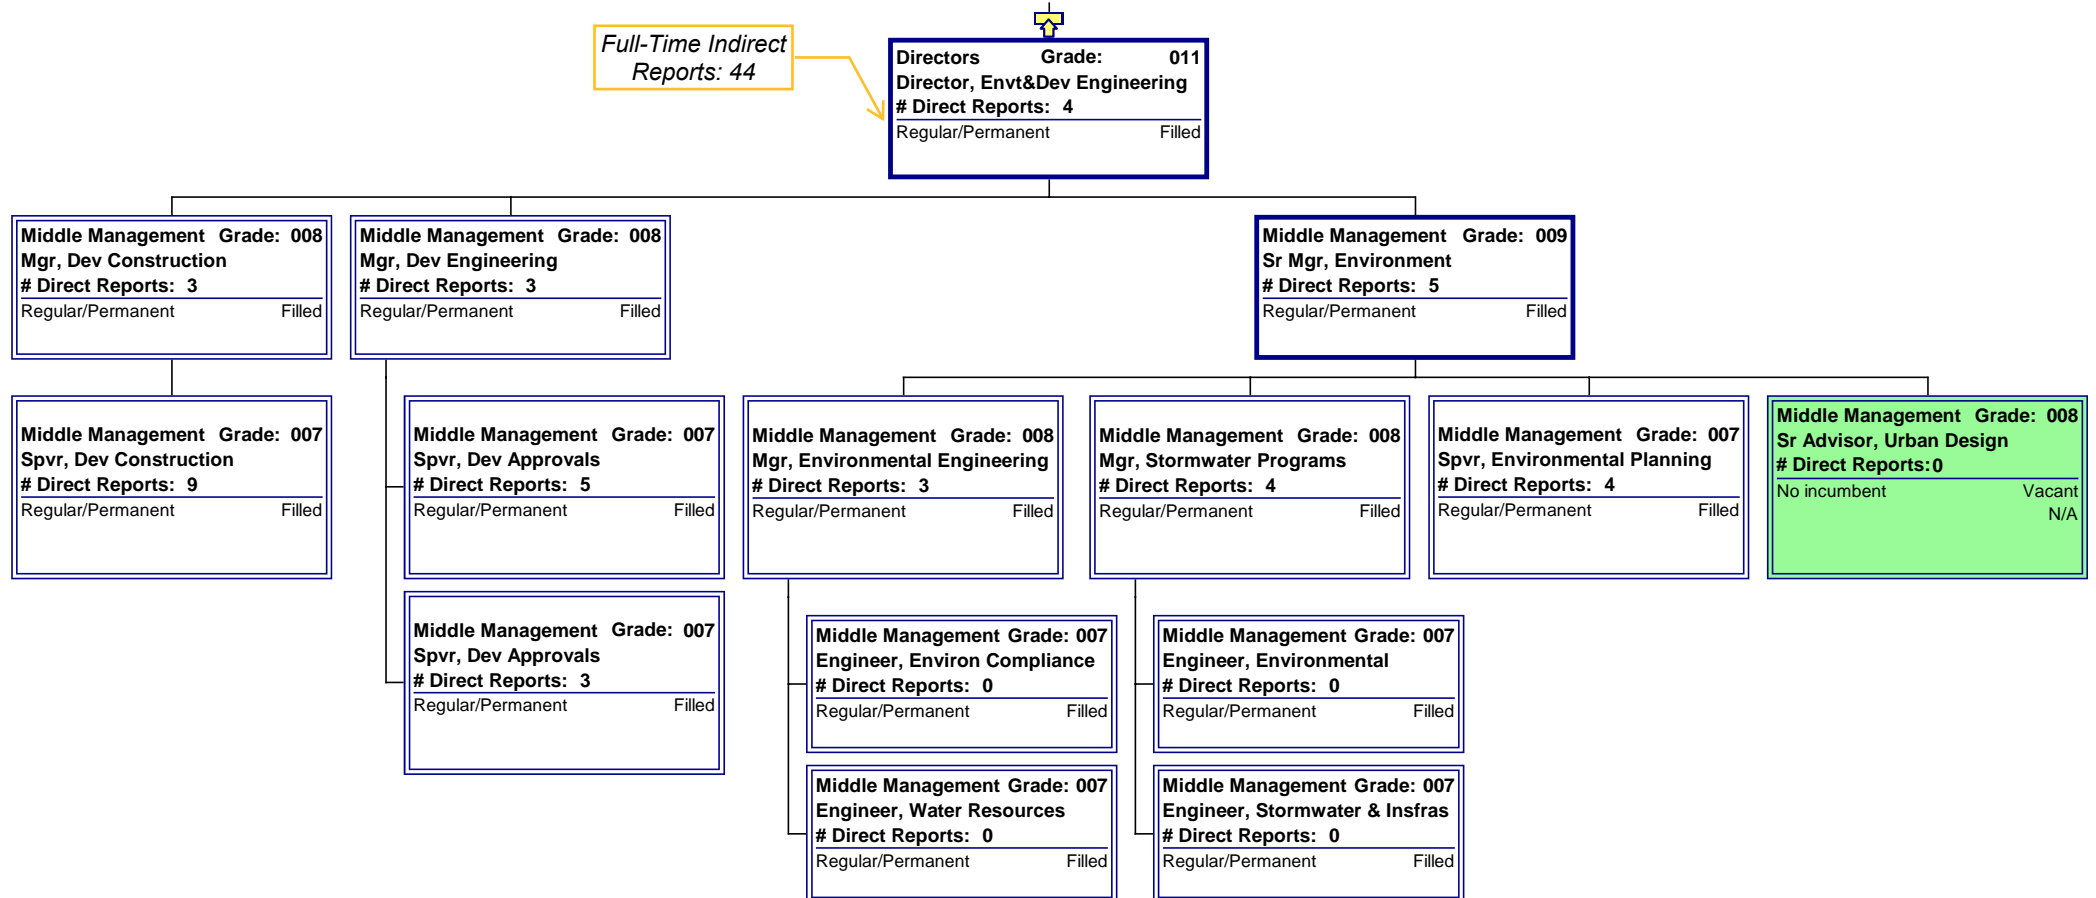 Full-Time Indirect
Reports: 44
Directors Grade: 011
Director, Envt&Dev Engineering
# Direct Reports: 4
Regular/Permanent Filled
Middle Management Grade: 008
Mgr, Dev Construction
# Direct Reports: 3
Regular/Permanent Filled
Middle Management Grade: 008
Mgr, Dev Engineering
# Direct Reports: 3
Regular/Permanent Filled
Middle Management Grade: 009
Sr Mgr, Environment
# Direct Reports: 5
Regular/Permanent Filled
Middle Management Grade: 007
Spvr, Dev Construction
# Direct Reports: 9
Regular/Permanent Filled
Middle Management Grade: 007
Spvr, Dev Approvals
# Direct Reports: 5
Regular/Permanent Filled
Middle Management Grade: 008
Mgr, Environmental Engineering
# Direct Reports: 3
Regular/Permanent Filled
Middle Management Grade: 008
Mgr, Stormwater Programs
# Direct Reports: 4
Regular/Permanent Filled
Middle Management Grade: 007
Spvr, Environmental Planning
# Direct Reports: 4
Regular/Permanent Filled
Middle Management Grade: 008
Sr Advisor, Urban Design
# Direct Reports: 0
No incumbent Vacant
N/A
Middle Management Grade: 007
Spvr, Dev Approvals
# Direct Reports: 3
Regular/Permanent Filled
Middle Management Grade: 007
Engineer, Environ Compliance
# Direct Reports: 0
Regular/Permanent Filled
Middle Management Grade: 007
Engineer, Environmental
# Direct Reports: 0
Regular/Permanent Filled
Middle Management Grade: 007
Engineer, Water Resources
# Direct Reports: 0
Regular/Permanent Filled
Middle Management Grade: 007
Engineer, Stormwater & Insfras
# Direct Reports: 0
Regular/Permanent Filled